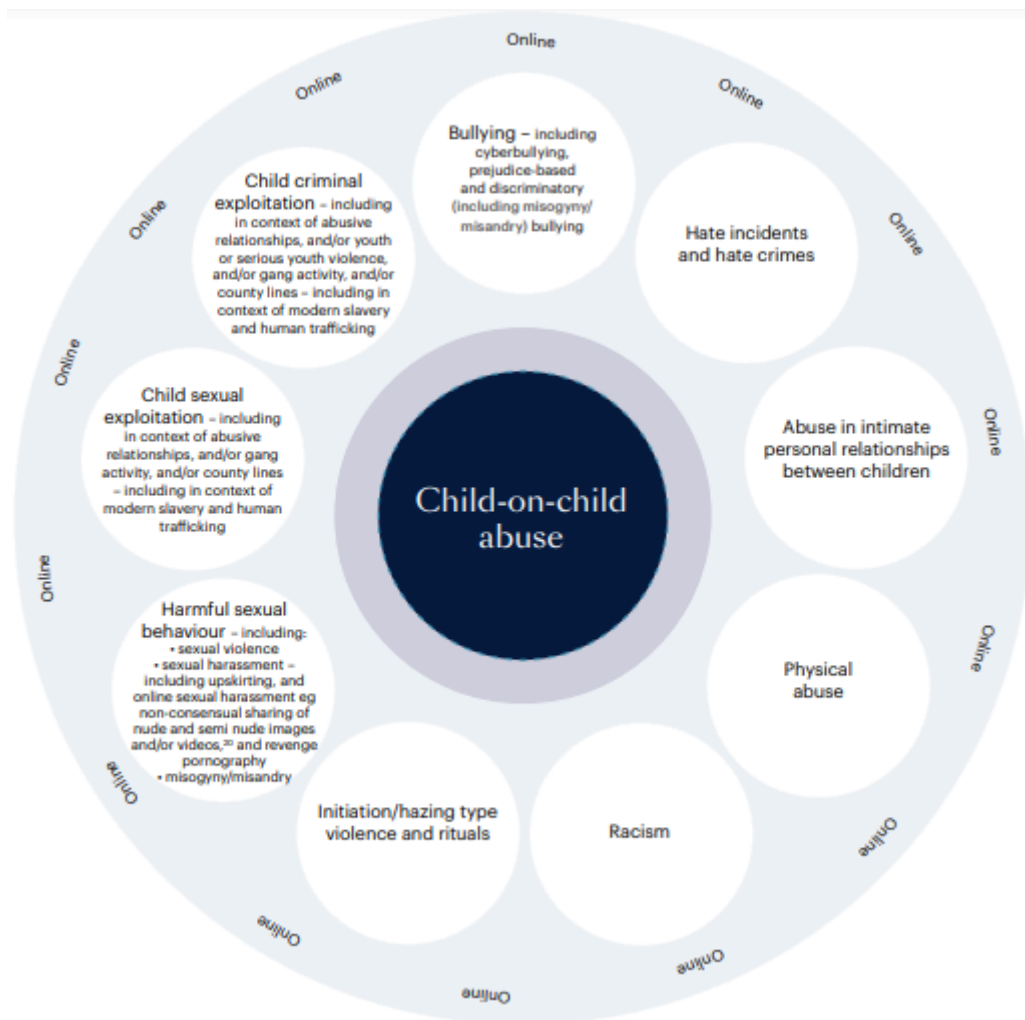 Online
Online
Online
Online
Online
Online
Online
Online
Online
Online
Online
Online
Online
Online
Bullying – including
cyberbullying,
prejudice-based
and discriminatory
(including misogyny/
misandry) bullying
Hate incidents
and hate crimes
Abuse in intimate
personal relationships
between children
Physical
abuse
Racism
Initiation/hazing type
violence and rituals
Harmful sexual
behaviour – including:
• sexual violence
• sexual harassment –
including upskirting, and
online sexual harassment eg
non-consensual sharing of
nude and semi nude images
and/or videos,²⁰ and revenge
pornography
• misogyny/misandry
Child sexual
exploitation – including
in context of abusive
relationships, and/or gang
activity, and/or county lines
– including in context of
modern slavery and human
trafficking
Child criminal
exploitation – including
in context of abusive
relationships, and/or youth
or serious youth violence,
and/or gang activity, and/or
county lines – including in
context of modern slavery
and human trafficking
Child-on-child
abuse